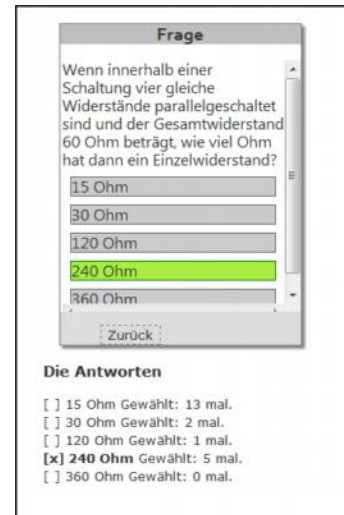 Frage
Wenn innerhalb einer
Schaltung vier gleiche
Widerstände parallelgeschaltet
sind und der Gesamtwiderstand
60 Ohm beträgt, wie viel Ohm
hat dann ein Einzelwiderstand?
15 Ohm
30 Ohm
120 Ohm
240 Ohm
360 Ohm
Zurück
Die Antworten
[ ] 15 Ohm Gewählt: 13 mal.
[ ] 30 Ohm Gewählt: 2 mal.
[ ] 120 Ohm Gewählt: 1 mal.
[x] 240 Ohm Gewählt: 5 mal.
[ ] 360 Ohm Gewählt: 0 mal.